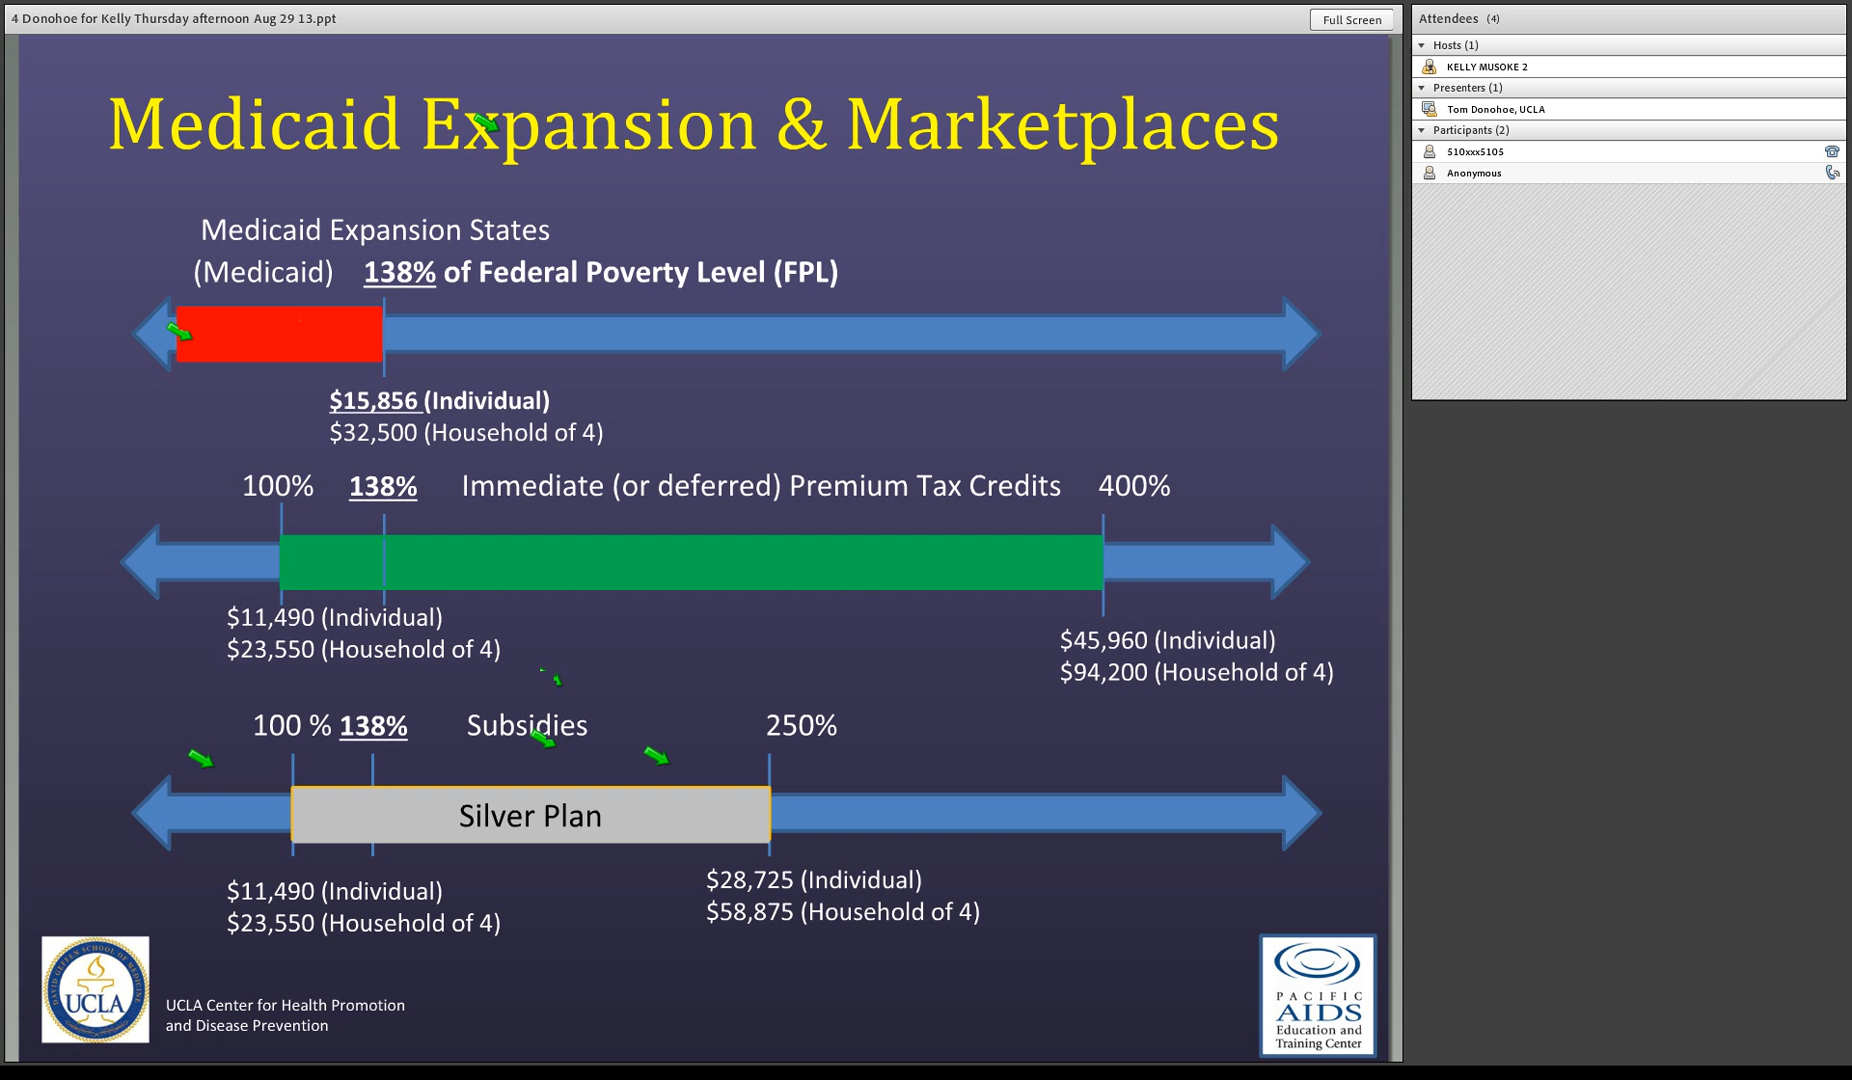 4 Donohoe for Kelly Thursday afternoon Aug 29 13.ppt
Full Screen
Medicaid Expansion & Marketplaces
Medicaid Expansion States
(Medicaid) 138% of Federal Poverty Level (FPL)
$15,856 (Individual)
$32,500 (Household of 4)
100% 138% Immediate (or deferred) Premium Tax Credits 400%
$11,490 (Individual)
$23,550 (Household of 4)
$45,960 (Individual)
$94,200 (Household of 4)
100 % 138% Subsidies 250%
Silver Plan
$11,490 (Individual)
$23,550 (Household of 4)
$28,725 (Individual)
$58,875 (Household of 4)
DAVID GEFFEN SCHOOL OF MEDICINE
UCLA
UCLA Center for Health Promotion
and Disease Prevention
PACIFIC
AIDS
Education and
Training Center
Attendees (4)
Hosts (1)
KELLY MUSOKE 2
Presenters (1)
Tom Donohoe, UCLA
Participants (2)
510xxx5105
Anonymous